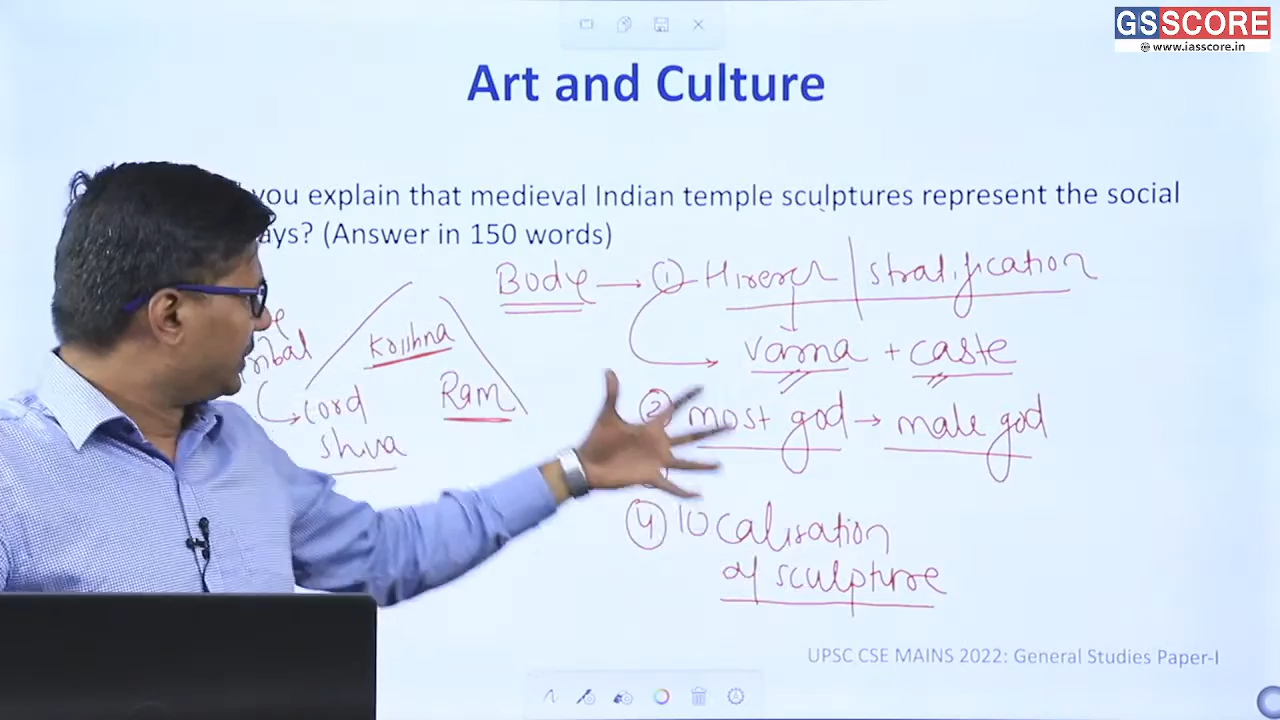 GSSCORE
www.iasscore.in
Art and Culture
you explain that medieval Indian temple sculptures represent the social
ays? (Answer in 150 words)
Body → ① Hirerch | stratification
varna + caste
Krishna
Ram
Lord
Shiva
② most god → male god
④ localisation
of sculpture
UPSC CSE MAINS 2022: General Studies Paper-I